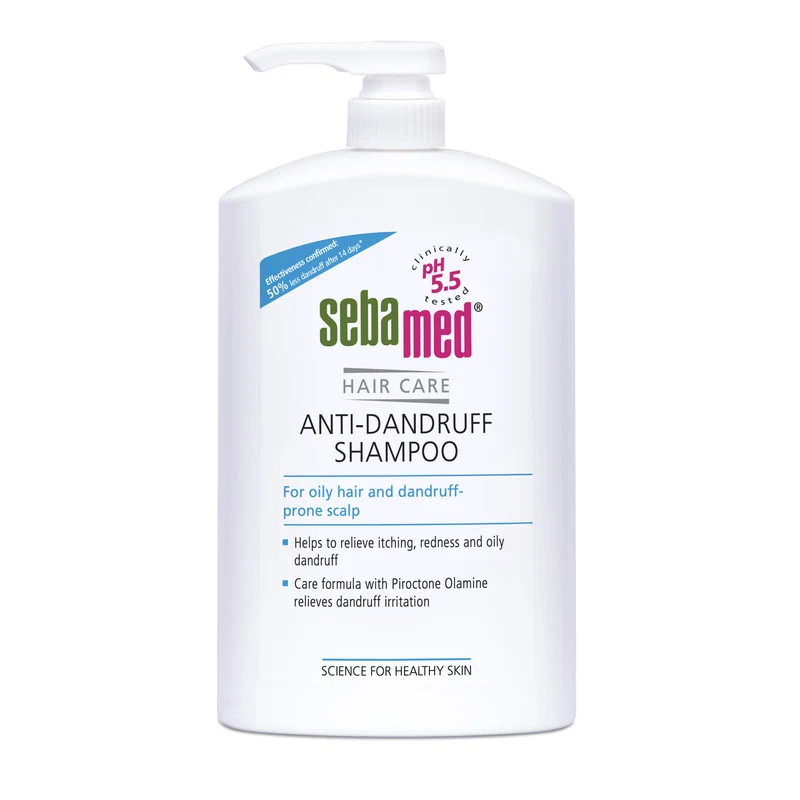 Effectiveness confirmed:
50% less dandruff after 14 days*
clinically
pH
5.5
tested
sebamed®
HAIR CARE
ANTI-DANDRUFF
SHAMPOO
For oily hair and dandruff-
prone scalp
Helps to relieve itching, redness and oily
dandruff
Care formula with Piroctone Olamine
relieves dandruff irritation
SCIENCE FOR HEALTHY SKIN